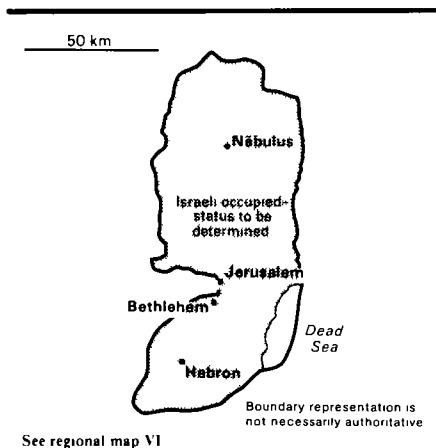 50 km
Nābulus
Israeli occupied–
status to be
determined
Jerusalem
Bethlehem
Dead
Sea
Hebron
Boundary representation is
not necessarily authoritative
See regional map VI